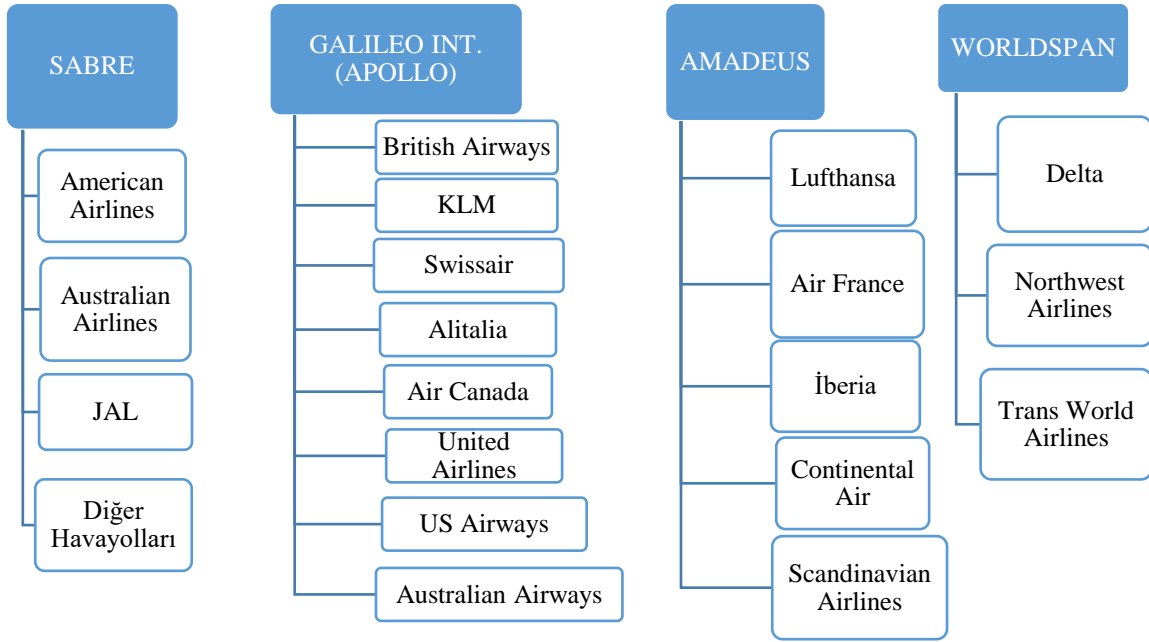 SABRE
American
Airlines
Australian
Airlines
JAL
Diğer
Havayolları
GALILEO INT.
(APOLLO)
British Airways
KLM
Swissair
Alitalia
Air Canada
United
Airlines
US Airways
Australian Airways
AMADEUS
Lufthansa
Air France
İberia
Continental
Air
Scandinavian
Airlines
WORLDSPAN
Delta
Northwest
Airlines
Trans World
Airlines